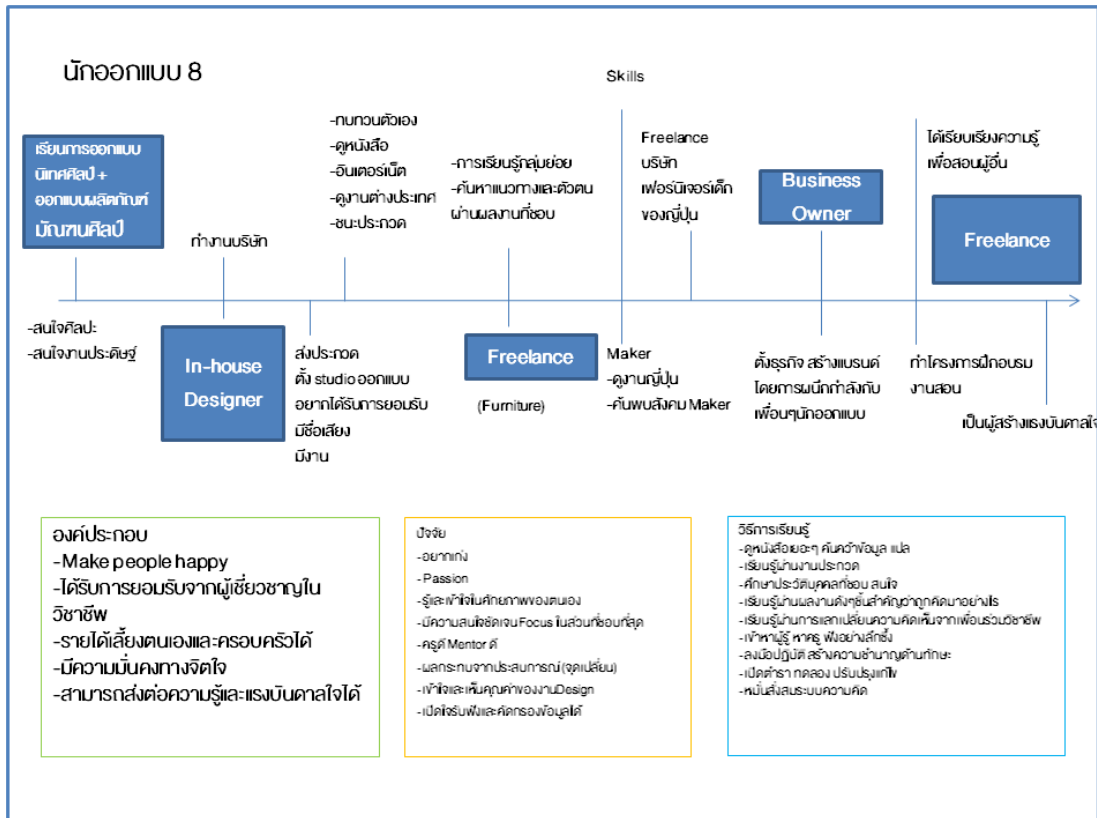 นักออกแบบ 8
เรียนการออกแบบ
นิเทศศิลป์ +
ออกแบบผลิตภัณฑ์
มัณฑนศิลป์
ทำงานบริษัท
-ทบทวนตัวเอง
-ดูหนังสือ
-อินเตอร์เน็ต
-ดูงานต่างประเทศ
-ชนะประกวด
-การเรียนรู้กลุ่มย่อย
-ค้นหาแนวทางและตัวตน
ผ่านผลงานที่ชอบ
Skills
Freelance
บริษัท
เฟอร์นิเจอร์เด็ก
ของญี่ปุ่น
Business
Owner
ได้เรียบเรียงความรู้
เพื่อสอนผู้อื่น
Freelance
-สนใจศิลปะ
-สนใจงานประดิษฐ์
In-house
Designer
ส่งประกวด
ตั้ง studio ออกแบบ
อยากได้รับการยอมรับ
มีชื่อเสียง
มีงาน
Freelance
(Furniture)
Maker
-ดูงานญี่ปุ่น
-ค้นพบสังคม Maker
ตั้งธุรกิจ สร้างแบรนด์
โดยการผนึกกำลังกับ
เพื่อนๆนักออกแบบ
ทำโครงการฝึกอบรม
งานสอน
เป็นผู้สร้างแรงบันดาลใจ
องค์ประกอบ
-Make people happy
-ได้รับการยอมรับจากผู้เชี่ยวชาญใน
วิชาชีพ
-รายได้เลี้ยงตนเองและครอบครัวได้
-มีความมั่นคงทางจิตใจ
-สามารถส่งต่อความรู้และแรงบันดาลใจได้
ปัจจัย
-อยากเก่ง
-Passion
-รู้และเข้าใจในศักยภาพของตนเอง
-มีความสนใจชัดเจน Focus ในส่วนที่ชอบที่สุด
-ครูดี Mentor ดี
-ผลกระทบจากประสบการณ์ (จุดเปลี่ยน)
-เข้าใจและเห็นคุณค่าของงานDesign
-เปิดใจรับฟังและคัดกรองข้อมูลได้
วิธีการเรียนรู้
-ดูหนังสือเยอะๆ ค้นคว้าข้อมูล แปล
-เรียนรู้ผ่านงานประกวด
-ศึกษาประวัติบุคคลที่ชอบ สนใจ
-เรียนรู้ผ่านผลงานดังๆชิ้นสำคัญว่าถูกคิดมาอย่างไร
-เรียนรู้ผ่านการแลกเปลี่ยนความคิดเห็นจากเพื่อนร่วมวิชาชีพ
-เข้าหาผู้รู้ หาครู ฟังอย่างลึกซึ้ง
-ลงมือปฏิบัติ สร้างความชำนาญด้านทักษะ
-เปิดตำรา ทดลอง ปรับปรุงแก้ไข
-หมั่นสั่งสมระบบความคิด